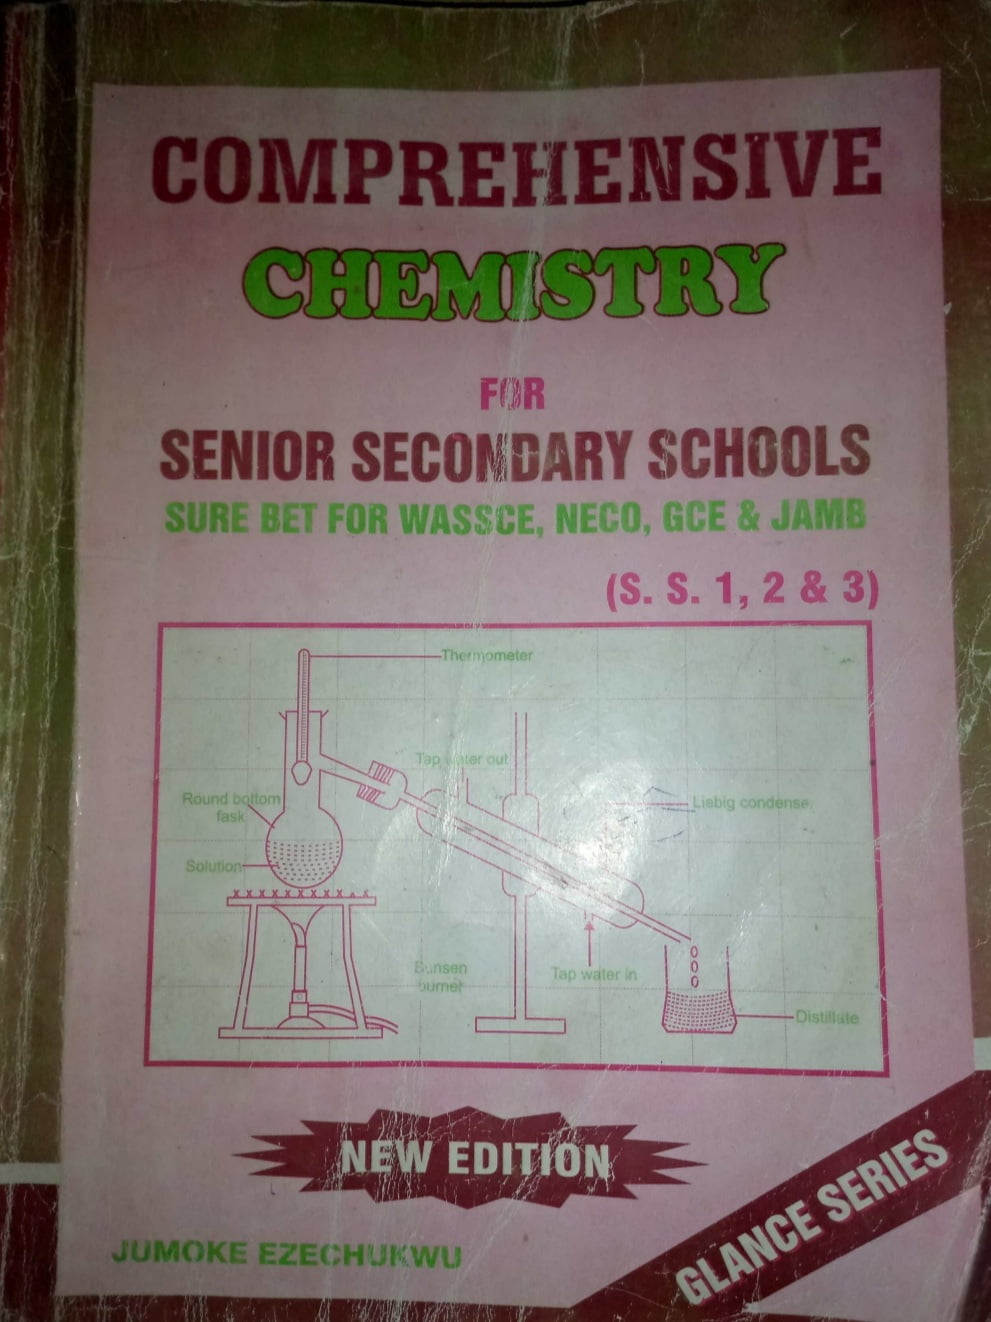 COMPREHENSIVE
CHEMISTRY
FOR
SENIOR SECONDARY SCHOOLS
SURE BET FOR WASSCE, NECO, GCE & JAMB
(S. S. 1, 2 & 3)
Thermometer
Tap water out
Round bottom
fask
Liebig condense
Solution
Bunsen
burner
Tap water in
Distillate
NEW EDITION
GLANCE SERIES
JUMOKE EZECHUKWU